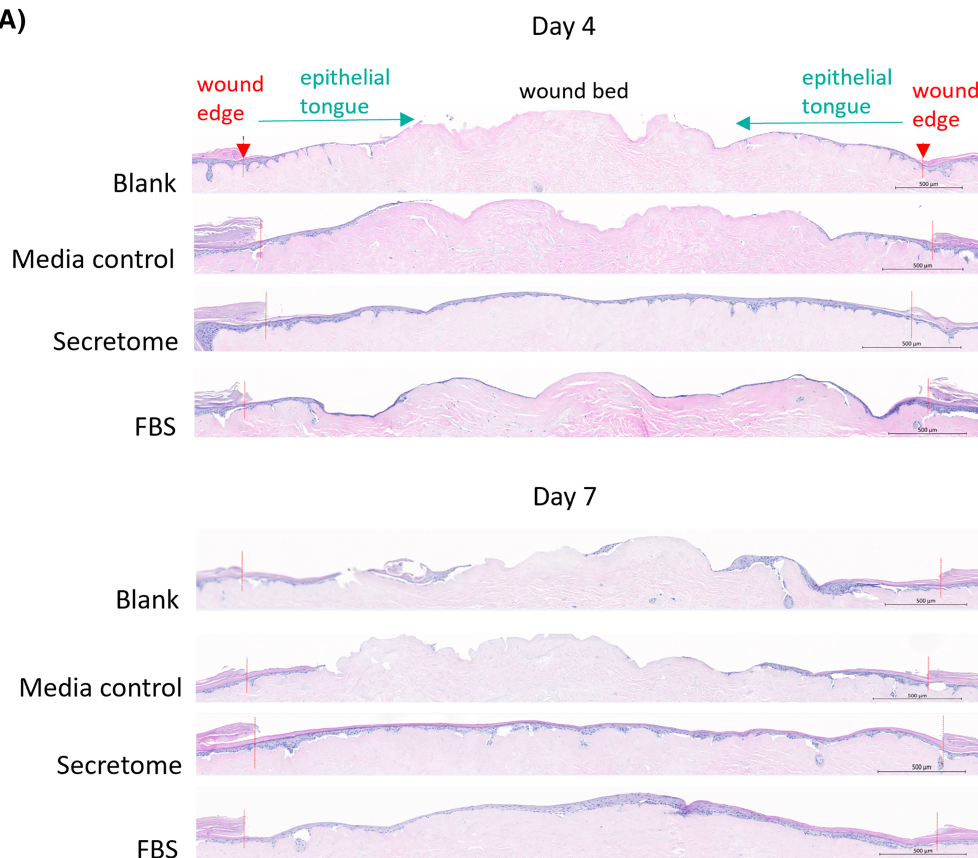 A)
Day 4
wound
edge
epithelial
tongue
wound bed
epithelial
tongue
wound
edge
Blank
500 µm
Media control
500 µm
Secretome
500 µm
FBS
500 µm
Day 7
Blank
500 µm
Media control
500 µm
Secretome
500 µm
FBS
500 µm